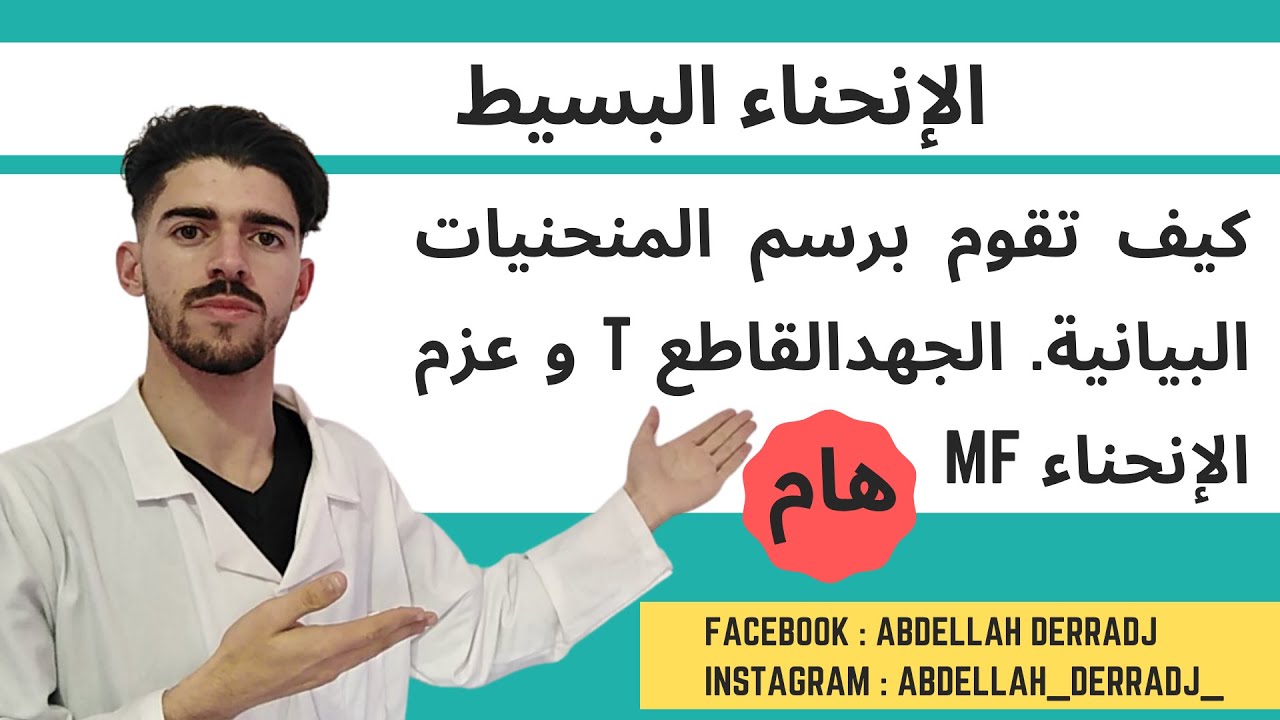 الإنحناء البسيط
كيف تقوم برسم المنحنيات
البيانية. الجهدالقاطع T و عزم
الإنحناء MF
هام
FACEBOOK : ABDELLAH DERRADJ
INSTAGRAM : ABDELLAH_DERRADJ_